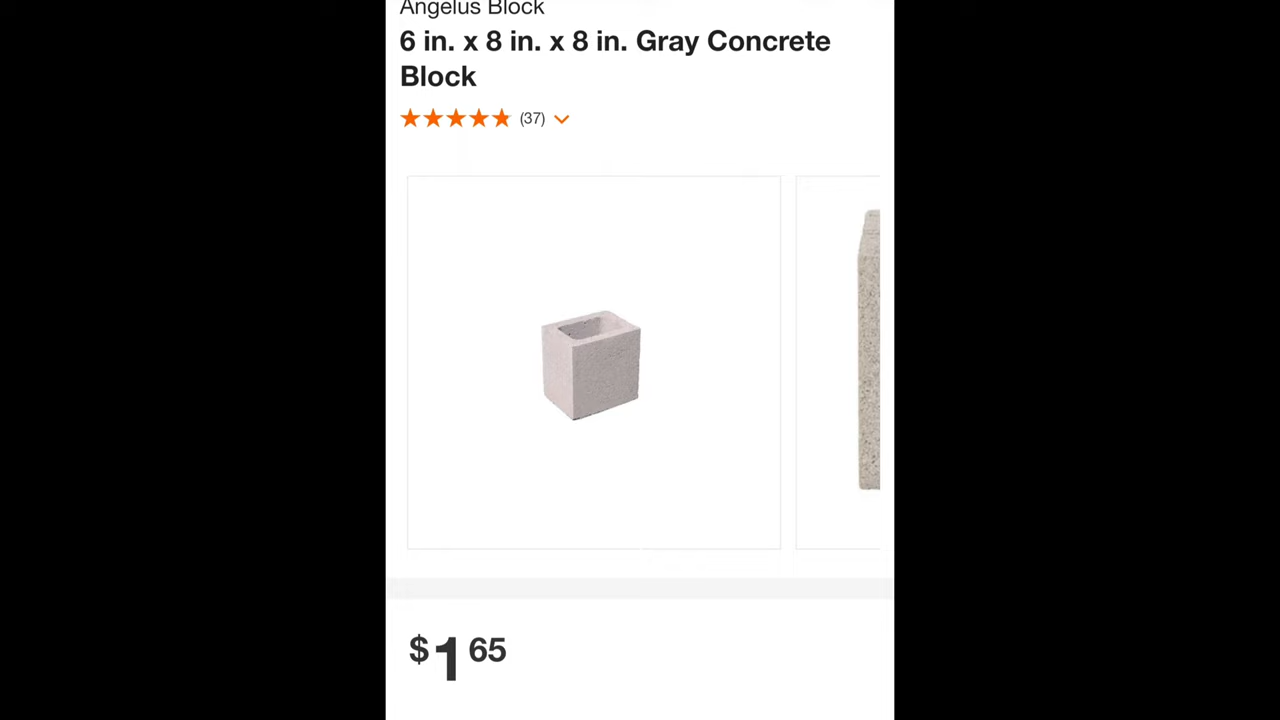 Angelus Block
6 in. x 8 in. x 8 in. Gray Concrete
Block
(37)
$1 65